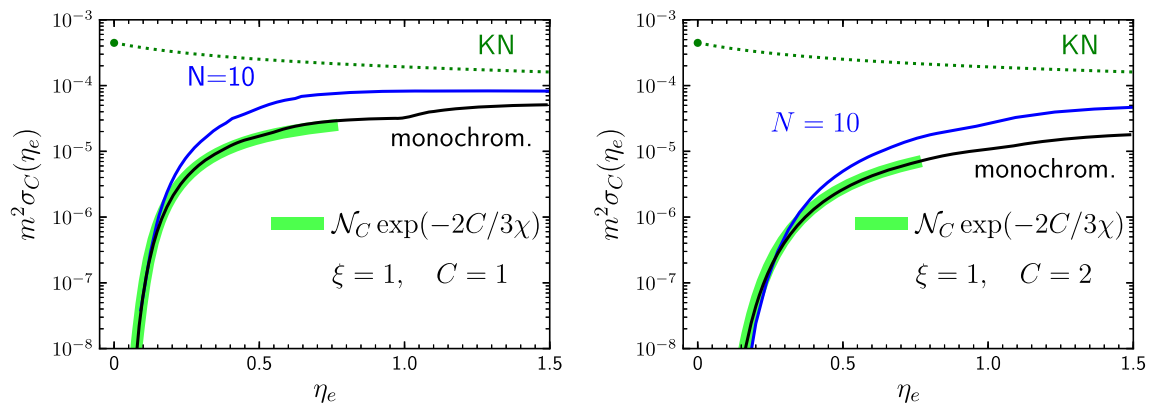 10⁻³
10⁻⁴
10⁻⁵
10⁻⁶
10⁻⁷
10⁻⁸
m²σ_C(η_e)
KN
N=10
monochrom.
𝒩_C exp(−2C/3χ)
ξ = 1, C = 1
0 0.5 1.0 1.5
η_e
10⁻³
10⁻⁴
10⁻⁵
10⁻⁶
10⁻⁷
10⁻⁸
m²σ_C(η_e)
KN
N = 10
monochrom.
𝒩_C exp(−2C/3χ)
ξ = 1, C = 2
0 0.5 1.0 1.5
η_e